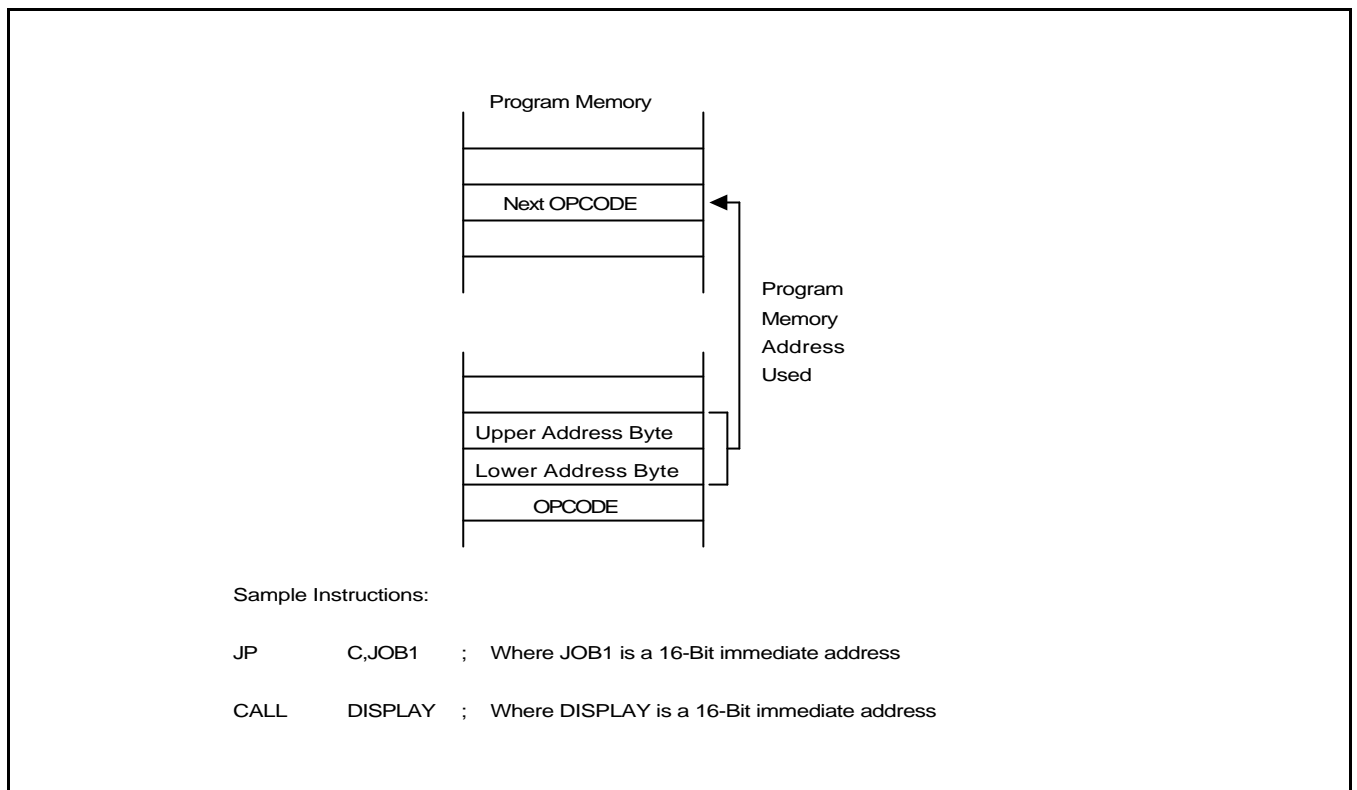 Program Memory
Next OPCODE
Program
Memory
Address
Used
Upper Address Byte
Lower Address Byte
OPCODE
Sample Instructions:
JP C,JOB1 ; Where JOB1 is a 16-Bit immediate address
CALL DISPLAY ; Where DISPLAY is a 16-Bit immediate address